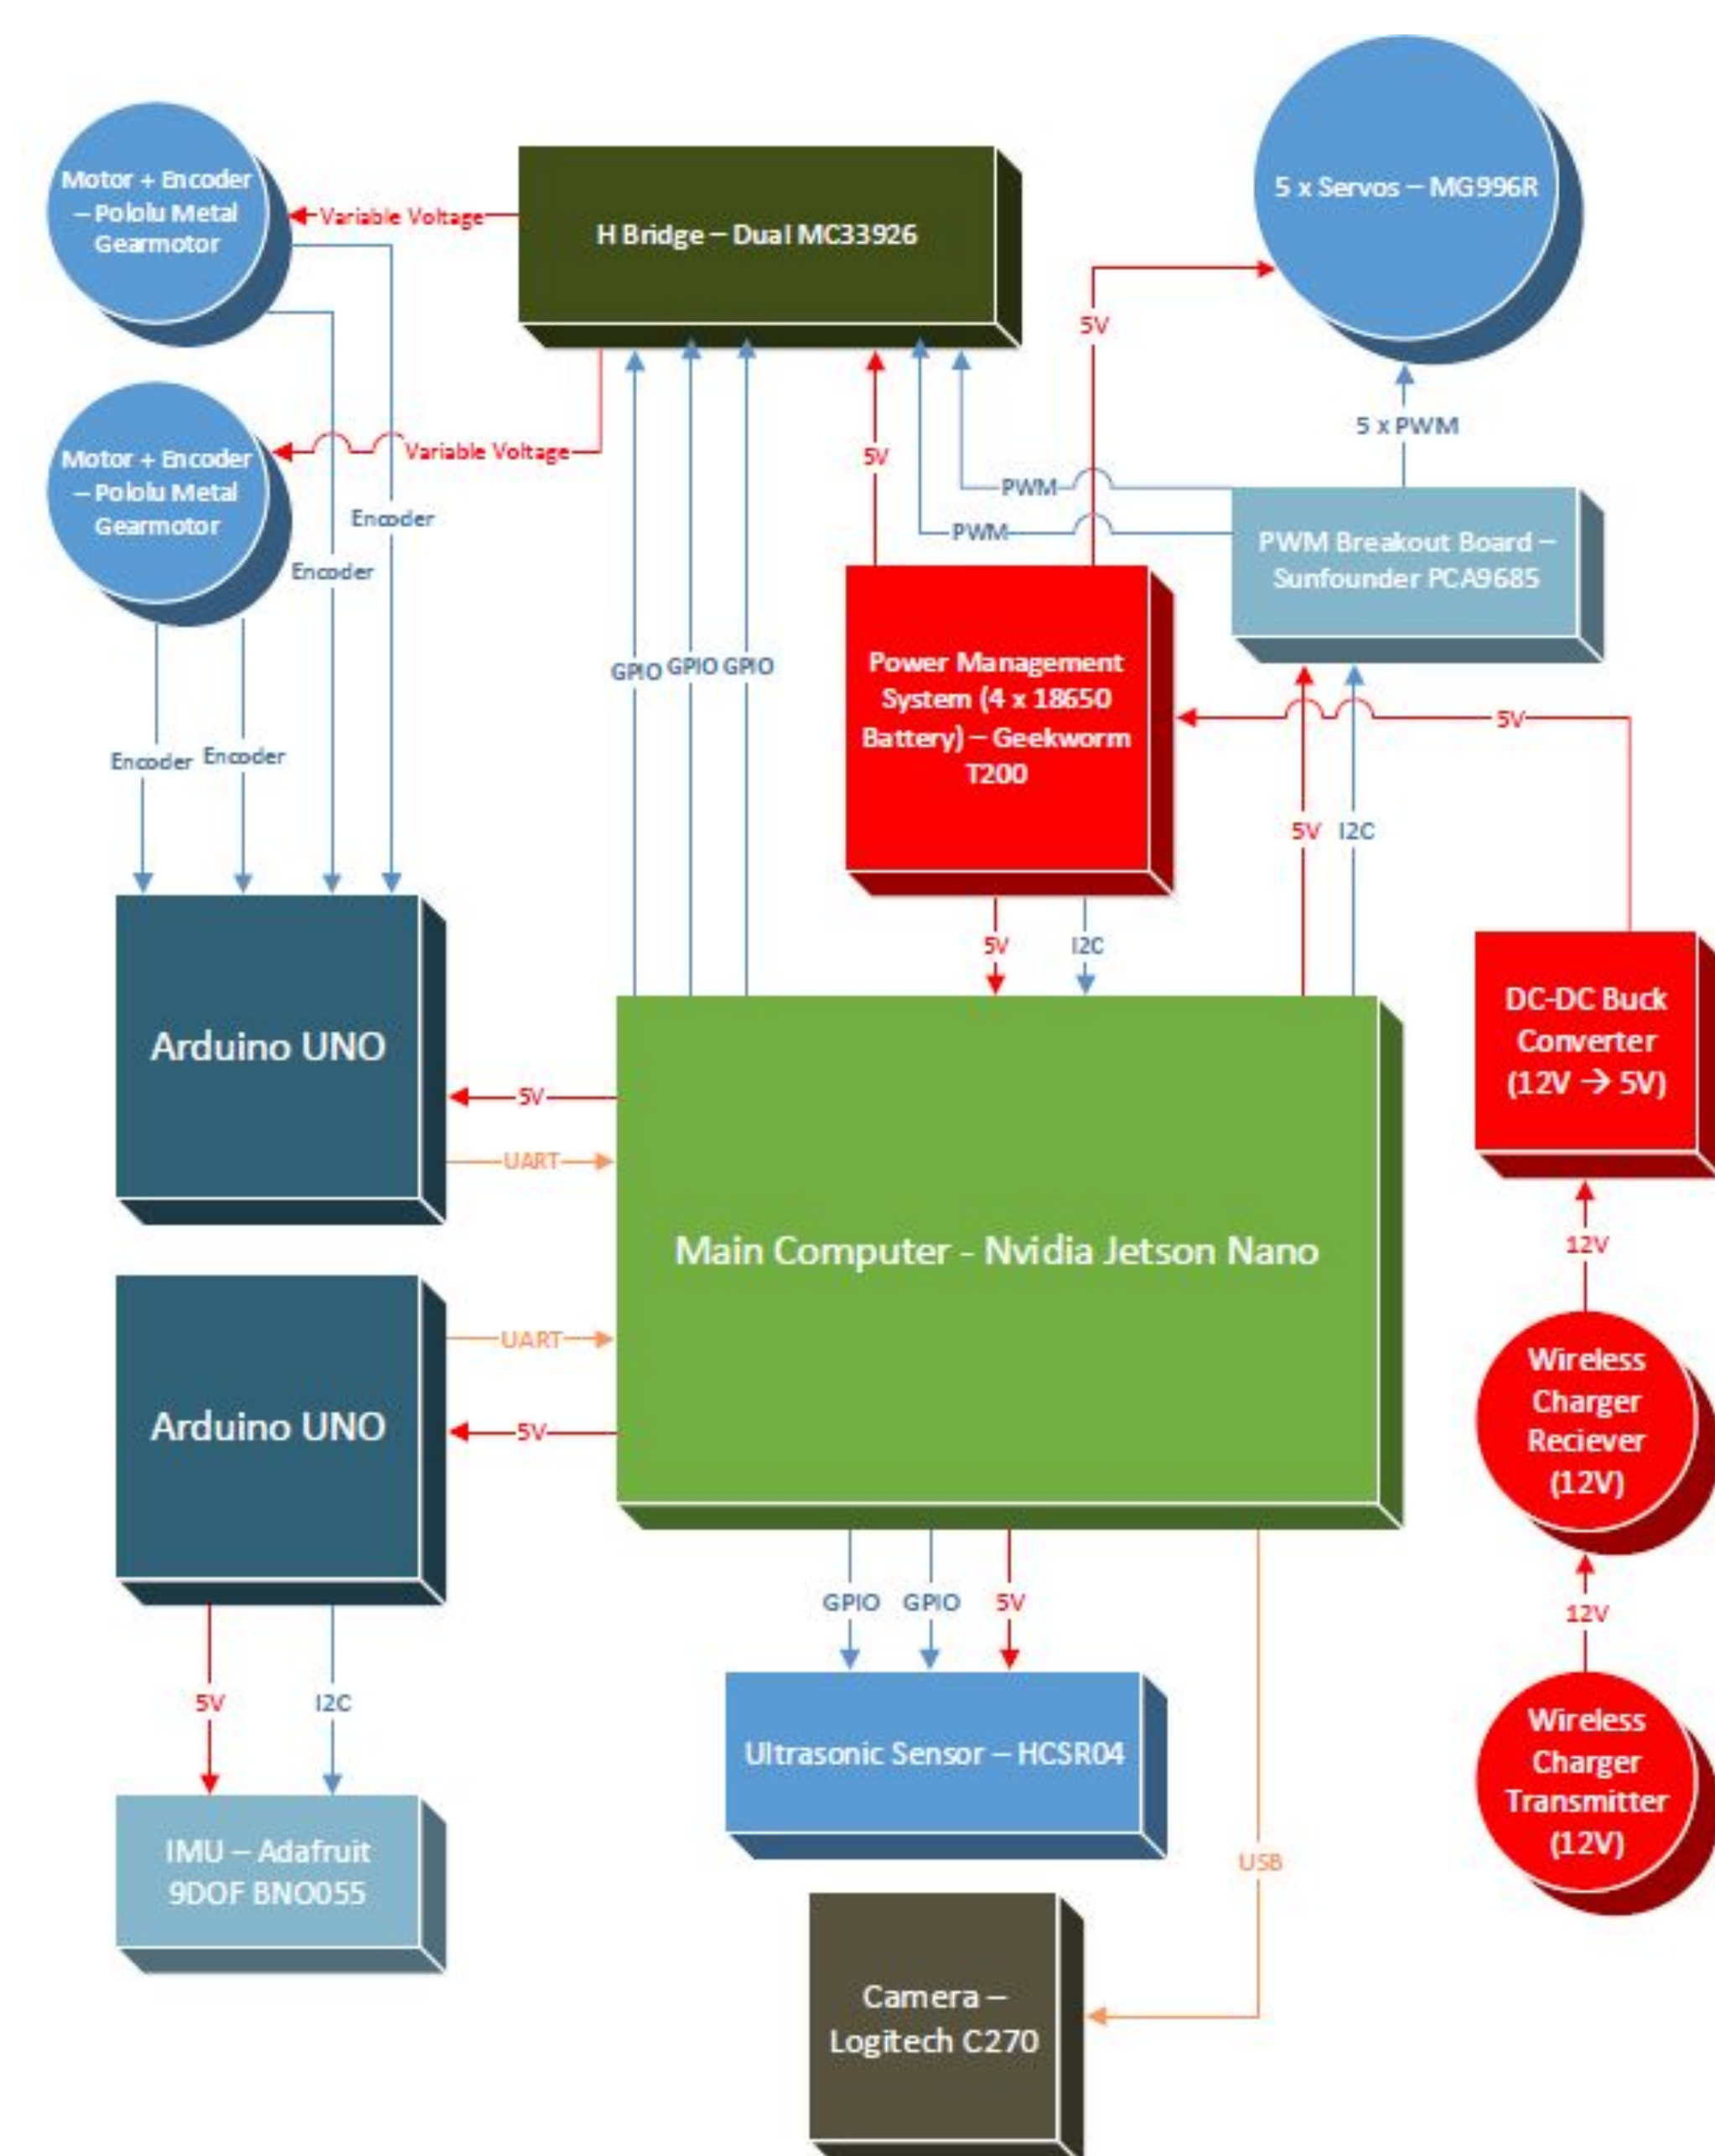 Motor + Encoder
– Pololu Metal
Gearmotor
Variable Voltage
H Bridge – Dual MC33926
5 x Servos – MG996R
5V
5 x PWM
Motor + Encoder
– Pololu Metal
Gearmotor
Variable Voltage
5V
PWM
PWM
Encoder
Encoder
PWM Breakout Board –
Sunfounder PCA9685
GPIO
GPIO
GPIO
Power Management
System (4 x 18650
Battery) – Geekworm
T200
5V
Encoder
Encoder
5V
I2C
5V
I2C
DC-DC Buck
Converter
(12V → 5V)
Arduino UNO
5V
UART
Main Computer - Nvidia Jetson Nano
12V
Arduino UNO
UART
5V
Wireless
Charger
Reciever
(12V)
GPIO
GPIO
5V
12V
5V
I2C
Ultrasonic Sensor – HCSR04
Wireless
Charger
Transmitter
(12V)
IMU – Adafruit
9DOF BNO055
USB
Camera –
Logitech C270